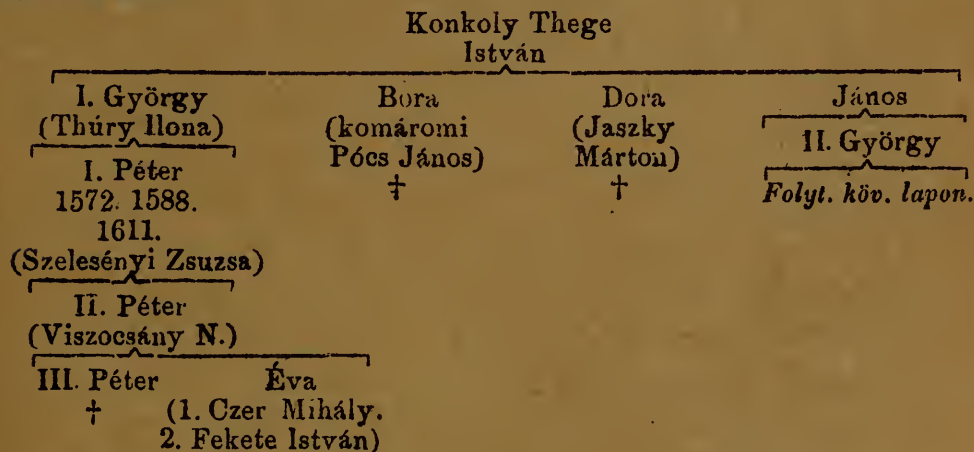 Konkoly Thege
István
I. György Bora Dora János
(Thúry Ilona) (komáromi (Jaszky II. György
Pócs János) Márton)
I. Péter † † Folyt. köv. lapon.
1572. 1588.
1611.
(Szelesényi Zsuzsa)
II. Péter
(Viszocsány N.)
III. Péter Éva
† (1. Czer Mihály.
2. Fekete István)